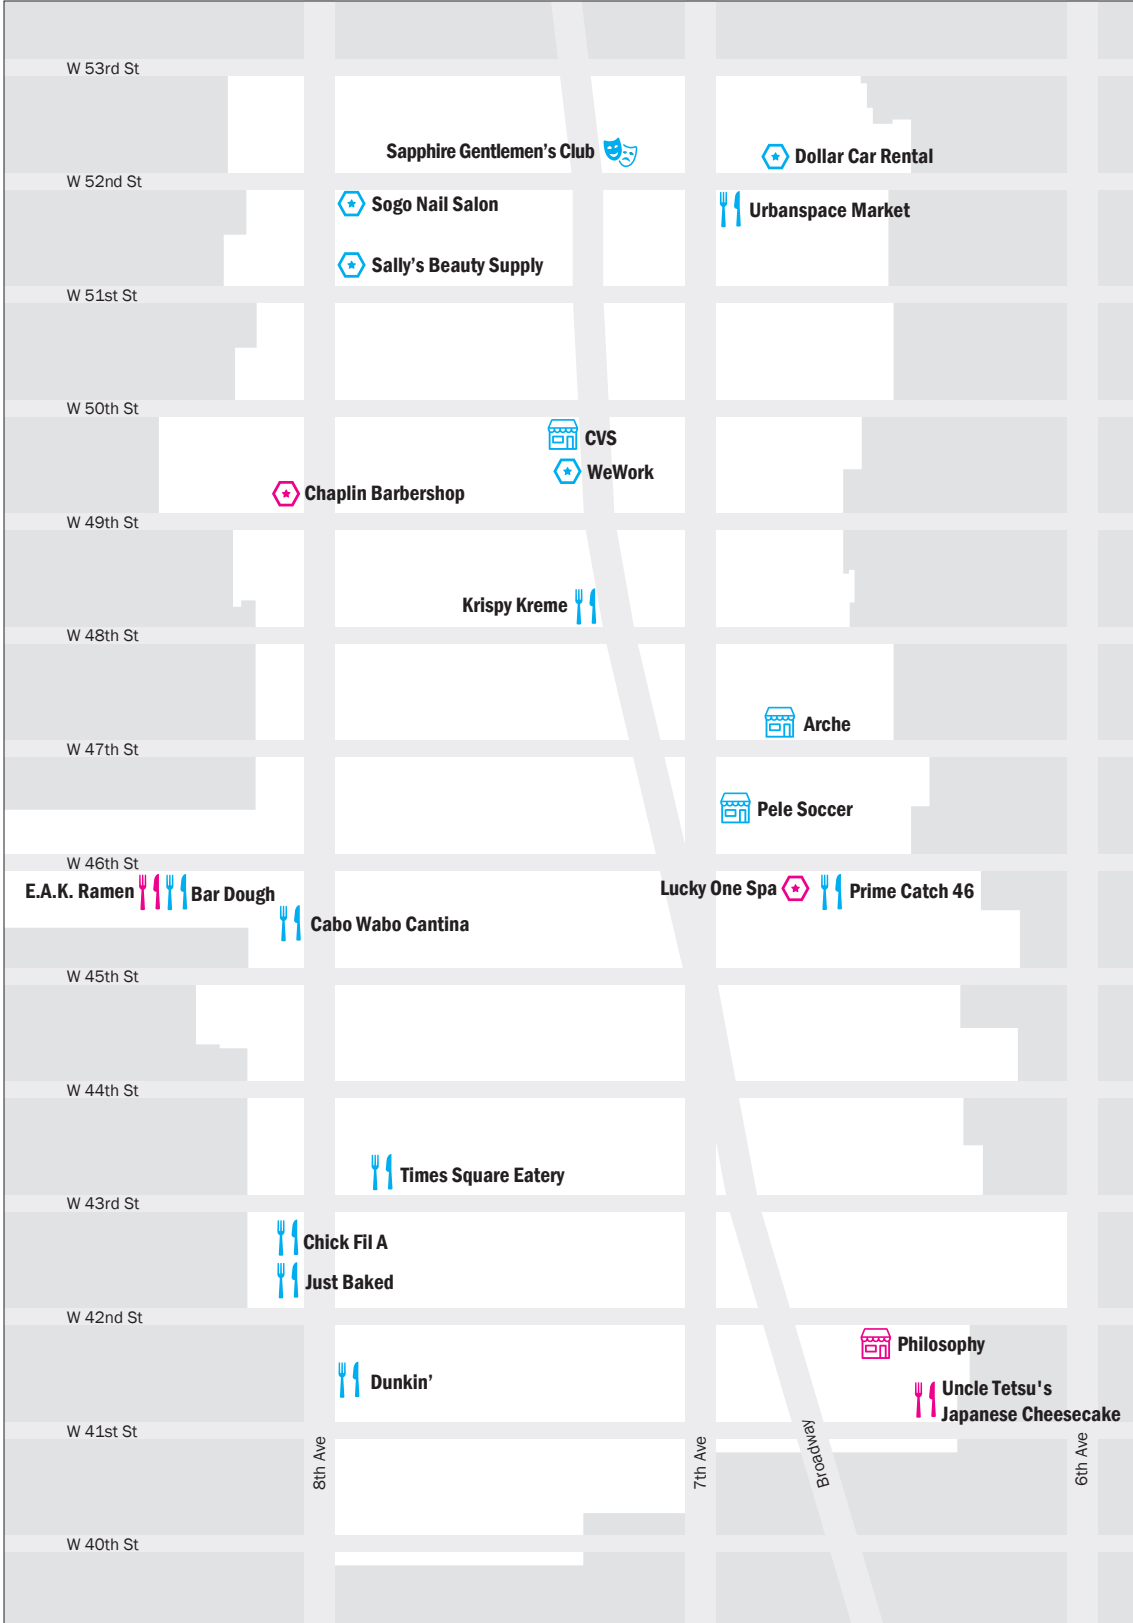 W 53rd St
Sapphire Gentlemen's Club
Dollar Car Rental
W 52nd St
Sogo Nail Salon
Urbanspace Market
Sally's Beauty Supply
W 51st St
W 50th St
CVS
WeWork
Chaplin Barbershop
W 49th St
Krispy Kreme
W 48th St
Arche
W 47th St
Pele Soccer
W 46th St
E.A.K. Ramen
Bar Dough
Lucky One Spa
Prime Catch 46
Cabo Wabo Cantina
W 45th St
W 44th St
Times Square Eatery
W 43rd St
Chick Fil A
Just Baked
W 42nd St
Philosophy
Dunkin'
Uncle Tetsu's
Japanese Cheesecake
W 41st St
8th Ave
7th Ave
Broadway
6th Ave
W 40th St